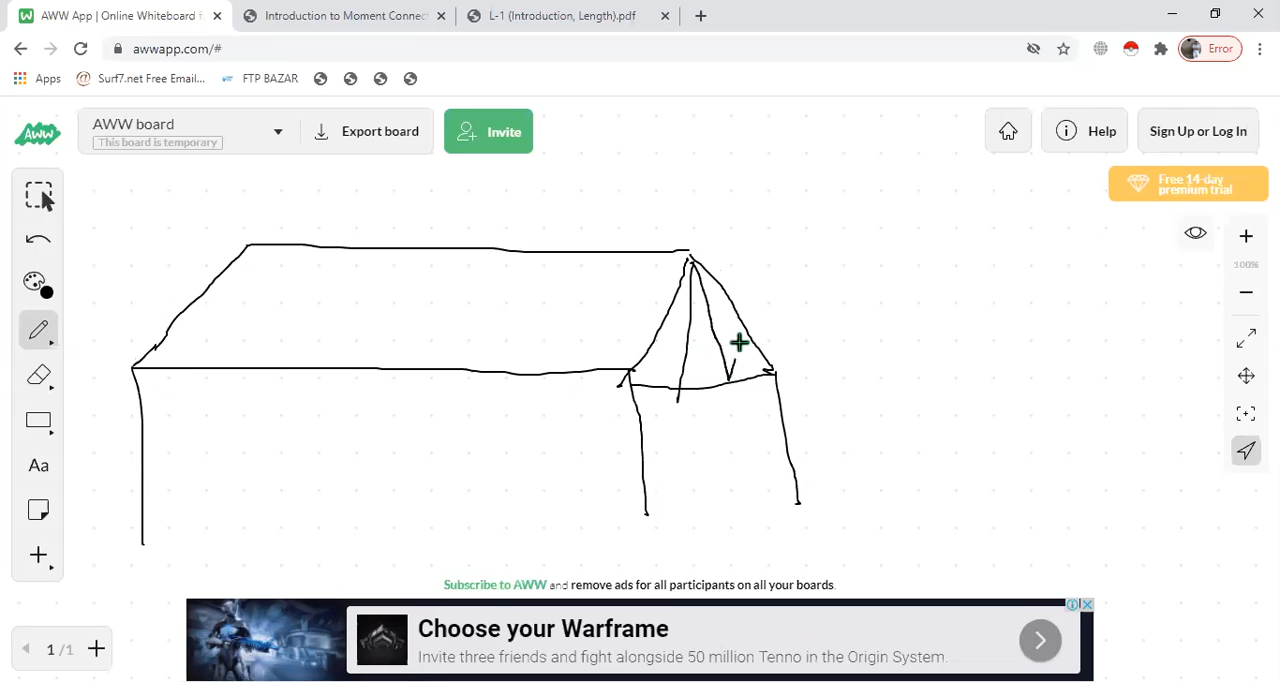 AWW App | Online Whiteboard f
Introduction to Moment Connect
L-1 (Introduction, Length).pdf
awwapp.com/#
Error
Apps
Surf7.net Free Email...
FTP BAZAR
AWW
AWW board
This board is temporary
Export board
Invite
Help
Sign Up or Log In
Free 14-day
premium trial
100%
Aa
Subscribe to AWW and remove ads for all participants on all your boards.
1/1
Choose your Warframe
Invite three friends and fight alongside 50 million Tenno in the Origin System.